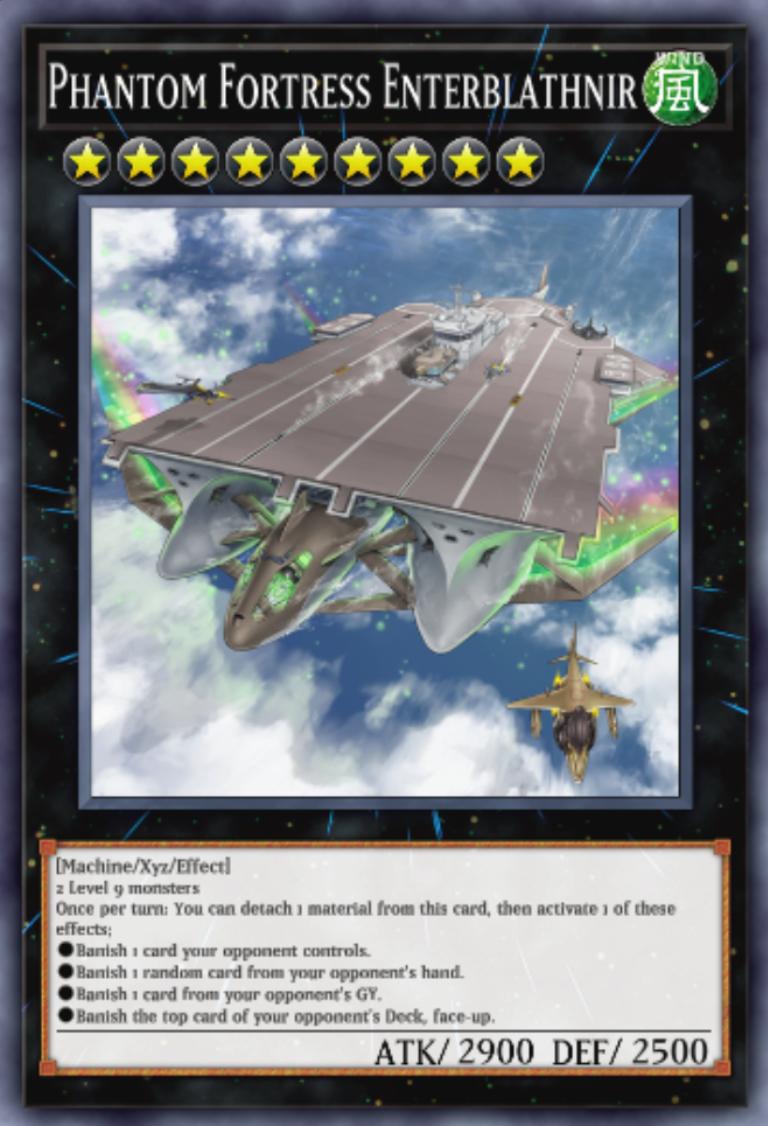 PHANTOM FORTRESS ENTERBLATHNIR
WIND
風
[Machine/Xyz/Effect]
2 Level 9 monsters
Once per turn: You can detach 1 material from this card, then activate 1 of these
effects;
●Banish 1 card your opponent controls.
●Banish 1 random card from your opponent's hand.
●Banish 1 card from your opponent's GY.
●Banish the top card of your opponent's Deck, face-up.
ATK/ 2900 DEF/ 2500